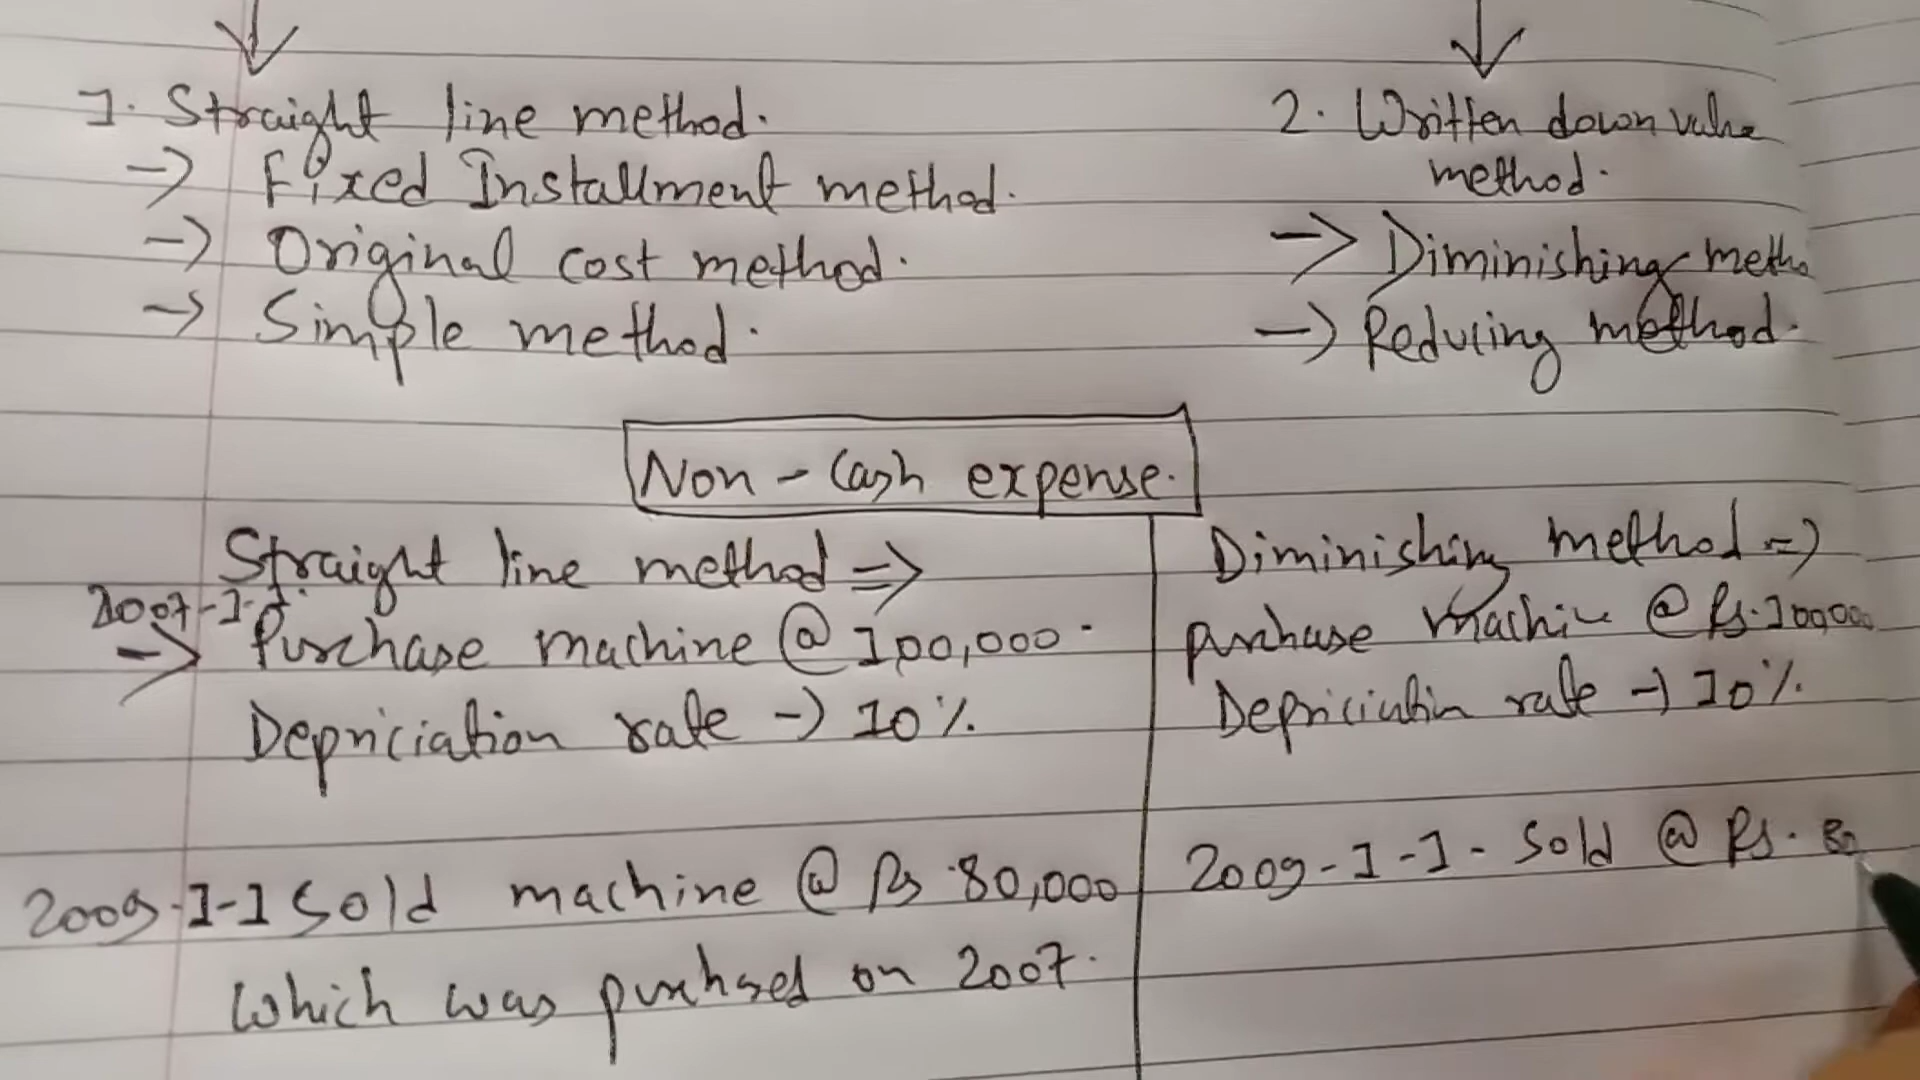 1. Straight line method.
-> Fixed Installment method.
-> Original cost method.
-> Simple method.
2. Written down value
method.
-> Diminishing metho
-> Reducing method.
Non - Cash expense.
Straight line method =>
2007-1-1.
-> Purchase machine @ 100,000.
Depriciation rate -> 10%.
2009-1-1 Sold machine @ Rs 80,000
Which was purchsed on 2007.
Diminishing method =>
purchase machine @ Rs. 100000
Depriciation rate -> 10%.
2009-1-1- Sold @ Rs. 80